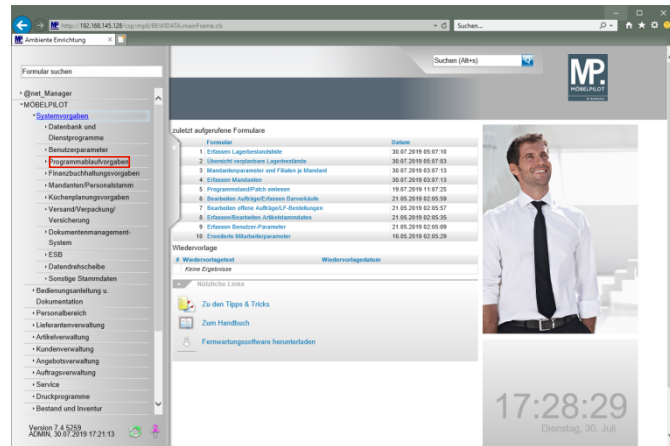 http://192.168.145.128/csp/mp6/BEWIDATA.mainFrame.cls
Suchen...
Ambiente Einrichtung
Formular suchen
Suchen (Alt+s)
MP.
MÖBELPILOT
@net_Manager
MÖBELPILOT
Systemvorgaben
Datenbank und
Dienstprogramme
Benutzerparameter
Programmablaufvorgaben
Finanzbuchhaltungsvorgaben
Mandanten/Personalstamm
Küchenplanungsvorgaben
Versand/Verpackung/
Versicherung
Dokumentenmanagement-
System
ESB
Datendrehscheibe
Sonstige Stammdaten
Bedienungsanleitung u.
Dokumentation
Personalbereich
Lieferantenverwaltung
Artikelverwaltung
Kundenverwaltung
Angebotsverwaltung
Auftragsverwaltung
Service
Druckprogramme
Bestand und Inventur
Version 7.4 5259
ADMIN, 30.07.2019 17:21:13
zuletzt aufgerufene Formulare
Formular Datum
1 Erfassen Lagerbestandsliste 30.07.2019 05:07:10
2 Übersicht verplanbare Lagerbestände 30.07.2019 05:07:03
3 Mandantenparameter und Filialen je Mandant 30.07.2019 03:07:13
4 Erfassen Mandanten 30.07.2019 03:07:13
5 Programmstand/Patch einlesen 19.07.2019 11:07:25
6 Bearbeiten Aufträge/Erfassen Barverkäufe 21.05.2019 02:05:59
7 Bearbeiten offene Aufträge/LF-Bestellungen 21.05.2019 02:05:57
8 Erfassen/Bearbeiten Artikelstammdaten 21.05.2019 02:05:35
9 Erfassen Benutzer-Parameter 21.05.2019 02:05:09
10 Erweiterte Mitarbeiterparameter 16.05.2019 02:05:29
Wiedervorlage
# Wiedervorlagetext Wiedervorlagedatum
Keine Ergebnisse
Nützliche Links
Zu den Tipps & Tricks
Zum Handbuch
Fernwartungssoftware herunterladen
17:28:29
Dienstag, 30. Juli